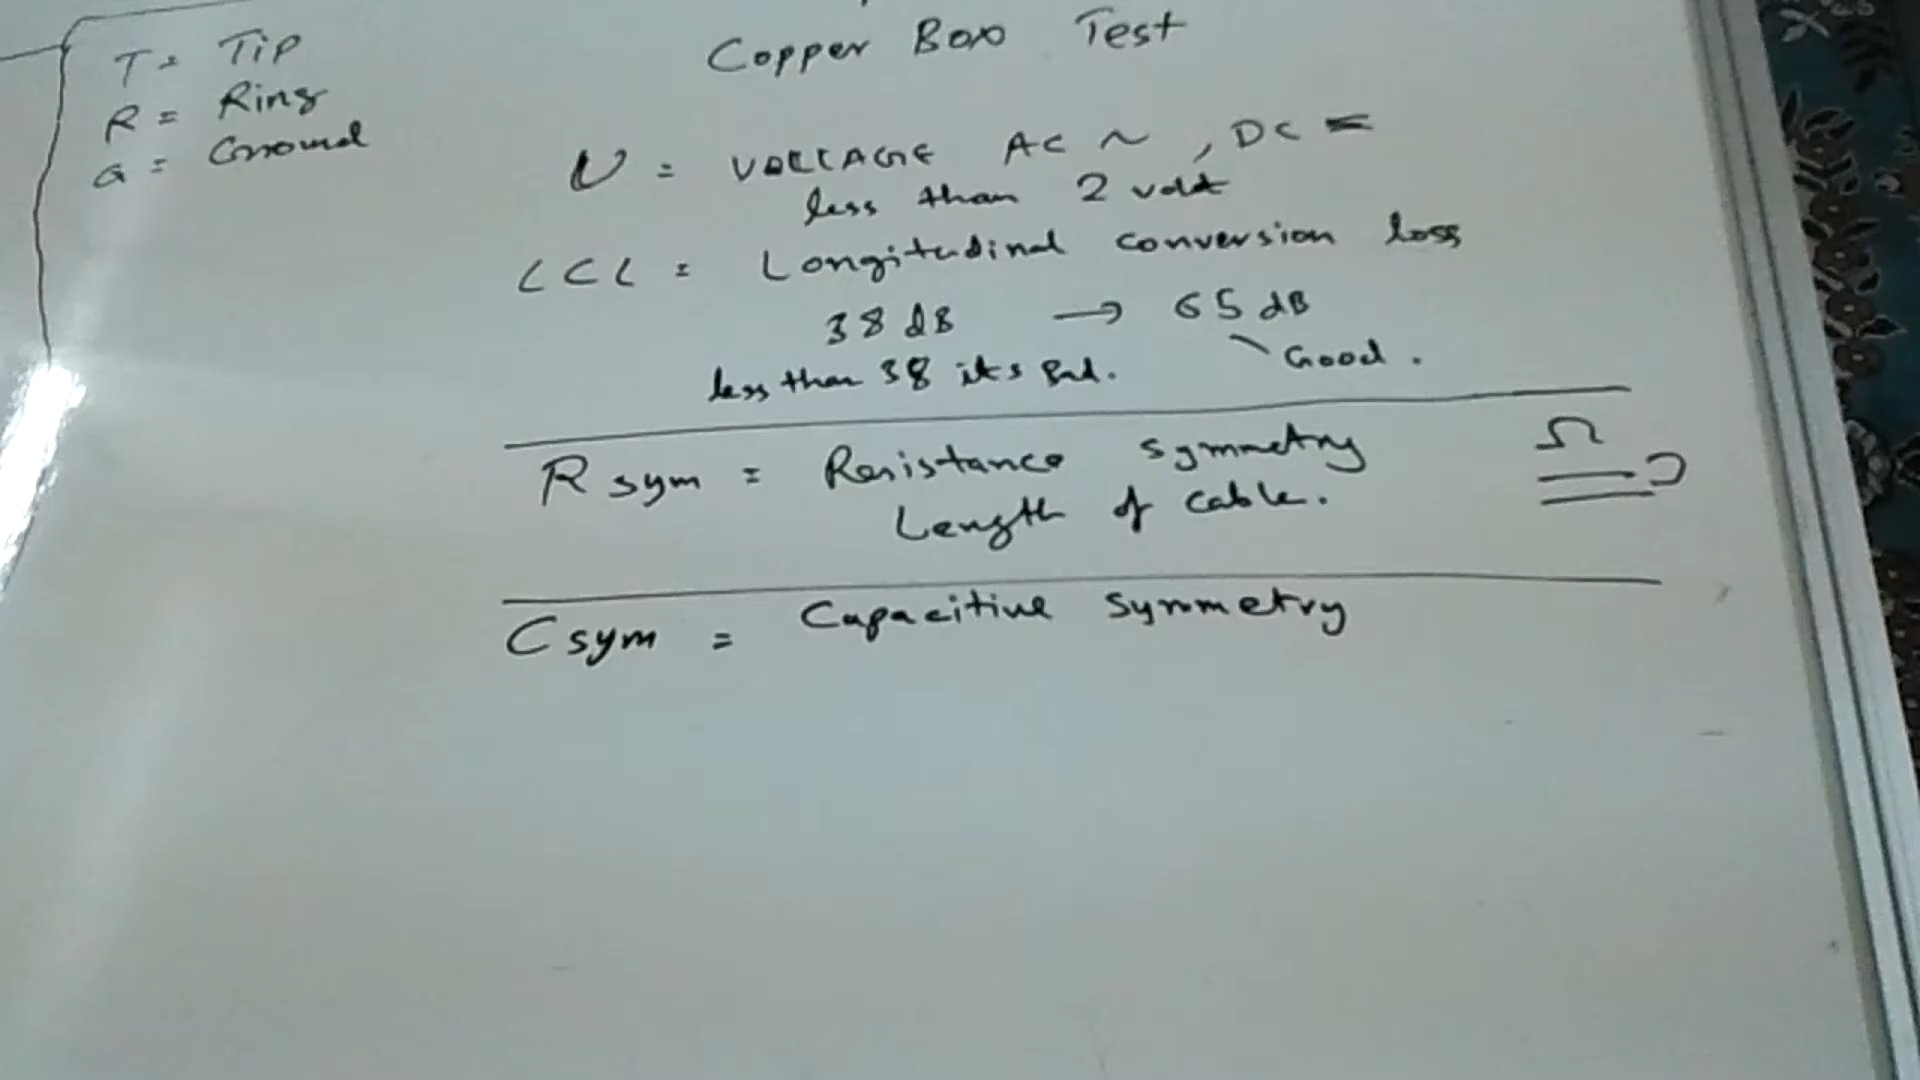 T = Tip
R = Ring
G = Ground
Copper Box Test
U = VOLTAGE AC ~ , DC =
less than 2 volt
LCL = Longitudinal conversion loss
38 dB → 65 dB
less than 38 its Bad. \ Good .
R sym = Resistance symmetry Ω
Length of cable.
C sym = Capacitive Symmetry